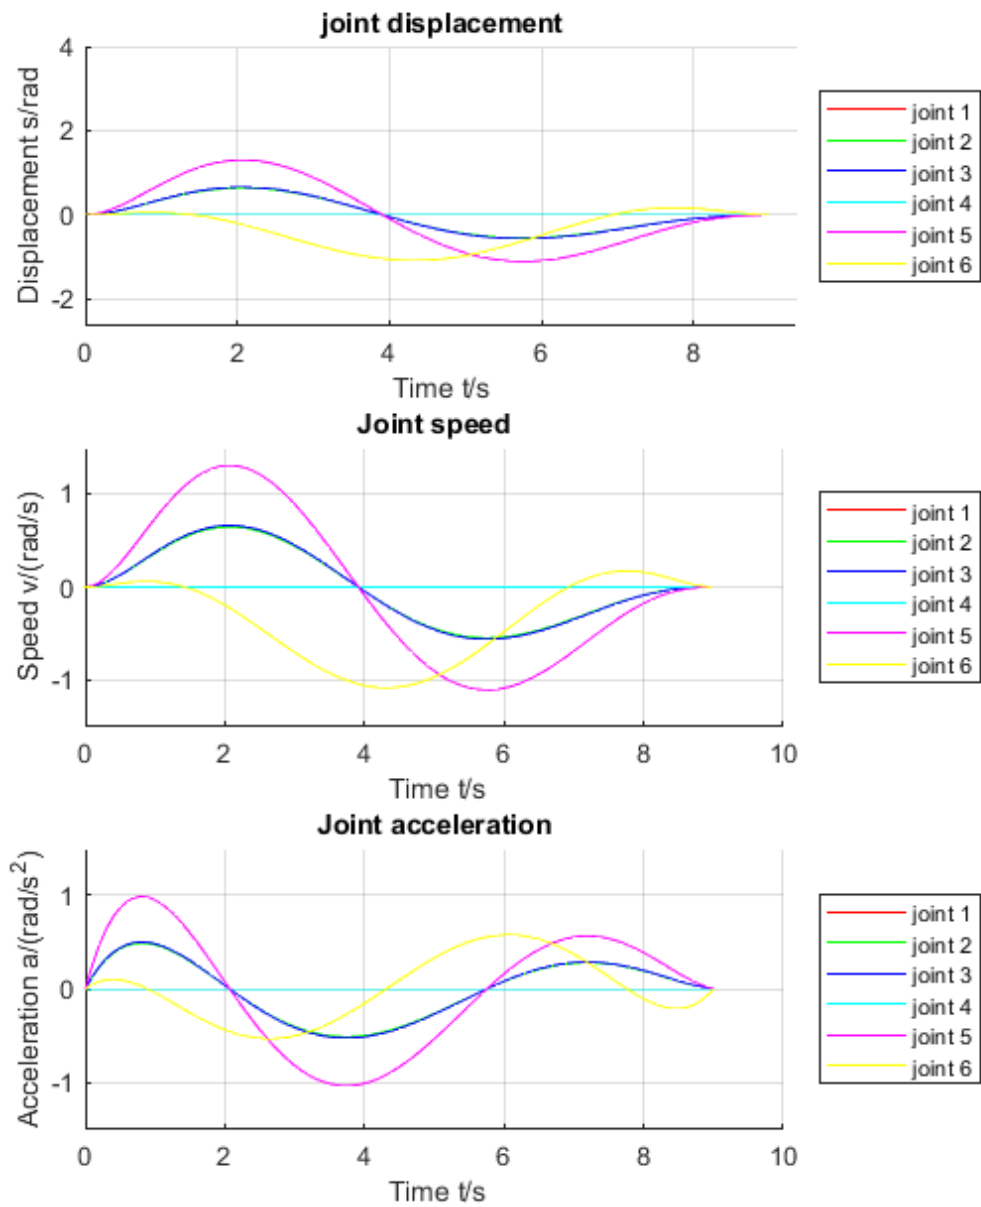 joint displacement
4
2
0
-2
Displacement s/rad
0 2 4 6 8
Time t/s
joint 1
joint 2
joint 3
joint 4
joint 5
joint 6
Joint speed
1
0
-1
Speed v/(rad/s)
0 2 4 6 8 10
Time t/s
joint 1
joint 2
joint 3
joint 4
joint 5
joint 6
Joint acceleration
1
0
-1
Acceleration a/(rad/s²)
0 2 4 6 8 10
Time t/s
joint 1
joint 2
joint 3
joint 4
joint 5
joint 6